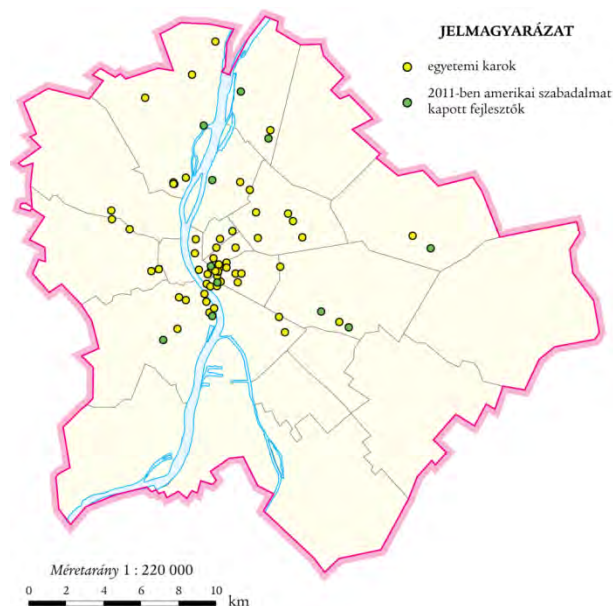 JELMAGYARÁZAT
egyetemi karok
2011-ben amerikai szabadalmat
kapott fejlesztők
Méretarány 1 : 220 000
0 2 4 6 8 10
km